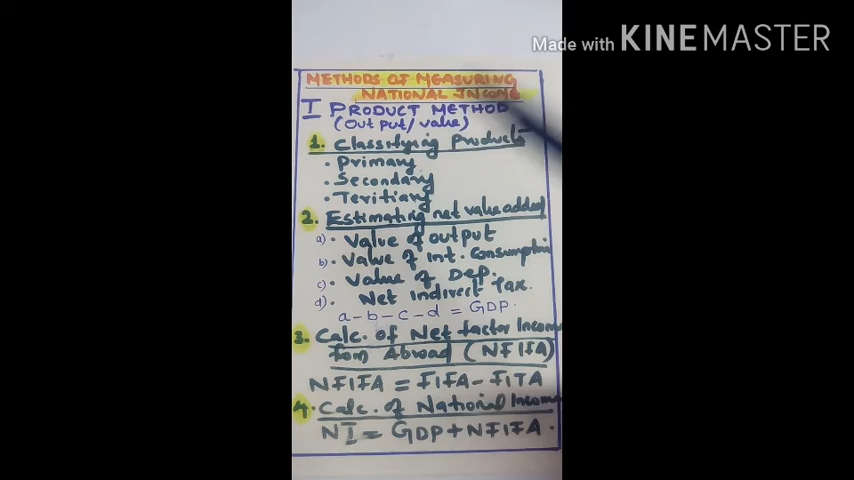 Made with KINEMASTER
METHODS OF MEASURING
NATIONAL INCOME
I PRODUCT METHOD
(Out put/value)
1. Classifying Products
• Primary
• Secondary
• Teritiary
2. Estimating net value added
a) • Value of output
b) • Value of Int. Consumption
c) • Value of Dep.
d) • Net Indirect Tax.
a-b-c-d = GDP.
3. Calc. of Net factor Income
from Abroad (NFIFA)
NFIFA = FIFA - FITA
4. Calc. of National Income
NI = GDP + NFIFA.